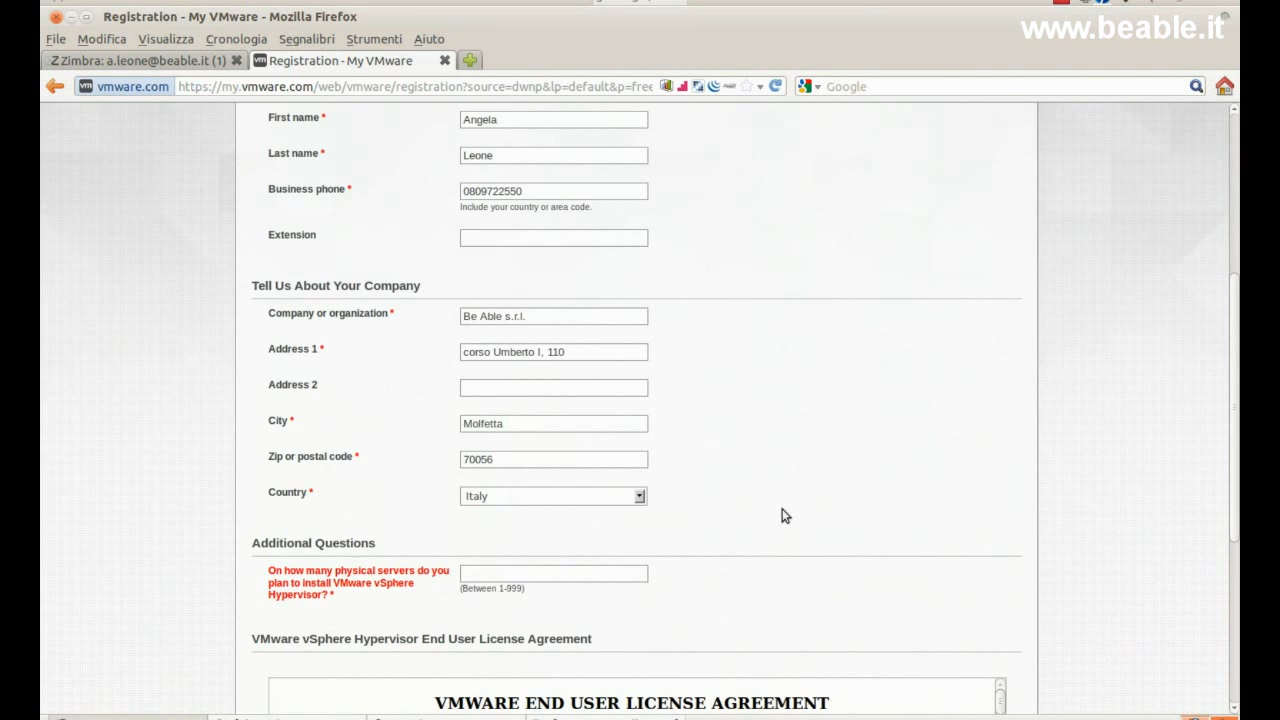 Registration - My VMware - Mozilla Firefox
www.beable.it
File Modifica Visualizza Cronologia Segnalibri Strumenti Aiuto
Z Zimbra: a.leone@beable.it (1)
vm Registration - My VMware
vm vmware.com https://my.vmware.com/web/vmware/registration?source=dwnp&lp=default&p=free
Google
First name * Angela
Last name * Leone
Business phone * 0809722550
Include your country or area code.
Extension
Tell Us About Your Company
Company or organization * Be Able s.r.l.
Address 1 * corso Umberto I, 110
Address 2
City * Molfetta
Zip or postal code * 70056
Country * Italy
Additional Questions
On how many physical servers do you
plan to install VMware vSphere
Hypervisor? *
(Between 1-999)
VMware vSphere Hypervisor End User License Agreement
VMWARE END USER LICENSE AGREEMENT